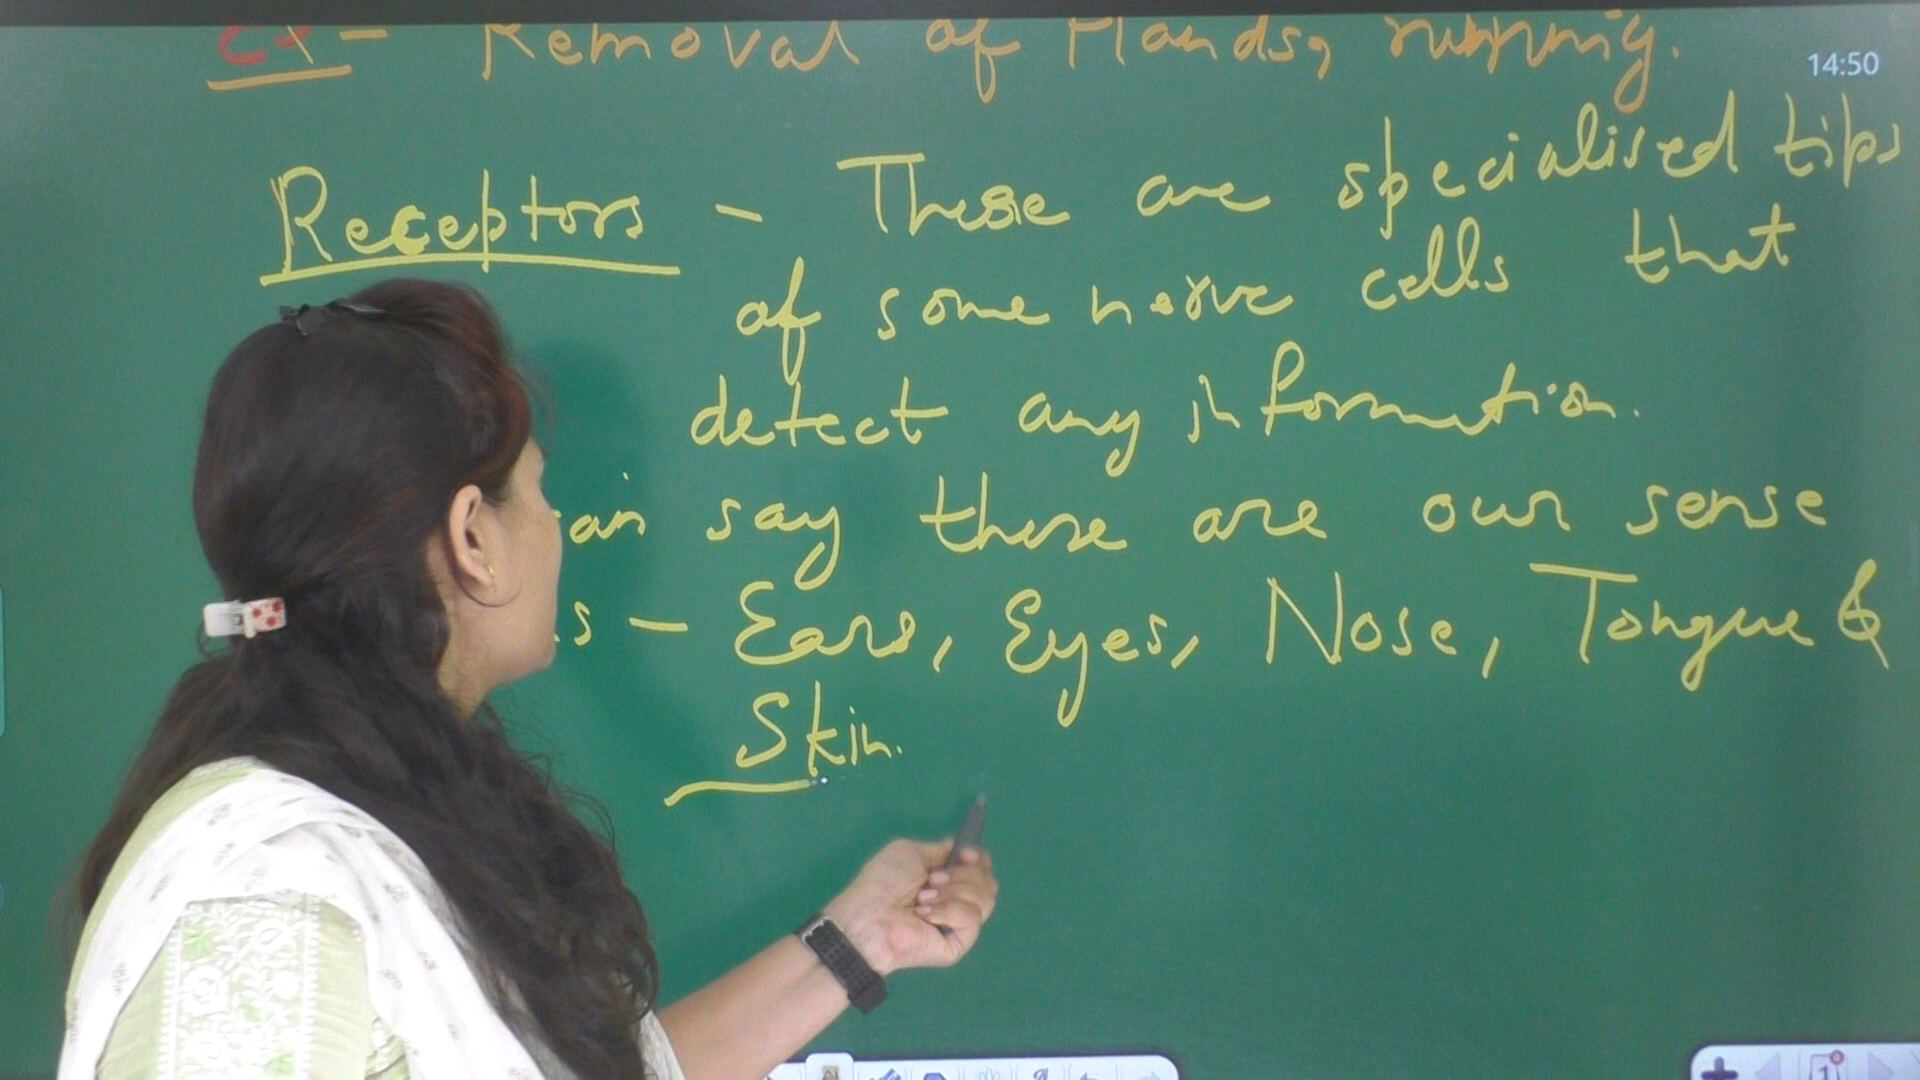 Ex - Removal of Hands, running.
14:50
Receptors - These are specialised tips
of some nerve cells that
detect any information.
say these are our sense
- Ears, Eyes, Nose, Tongue &
Skin.